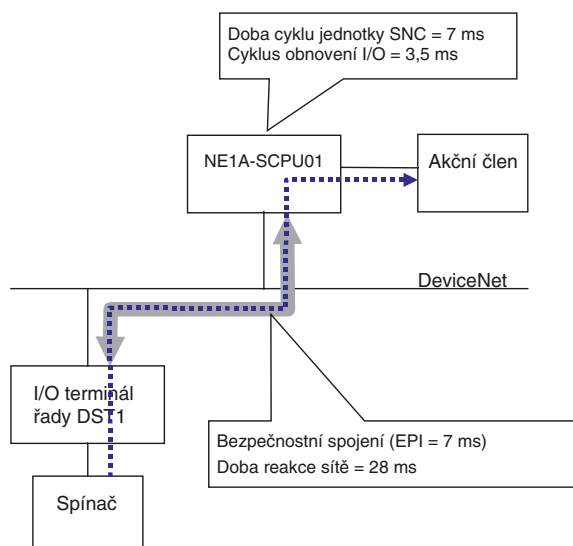 Doba cyklu jednotky SNC = 7 ms
Cyklus obnovení I/O = 3,5 ms
NE1A-SCPU01
Akční člen
DeviceNet
I/O terminál
řady DST1
Bezpečnostní spojení (EPI = 7 ms)
Doba reakce sítě = 28 ms
Spínač